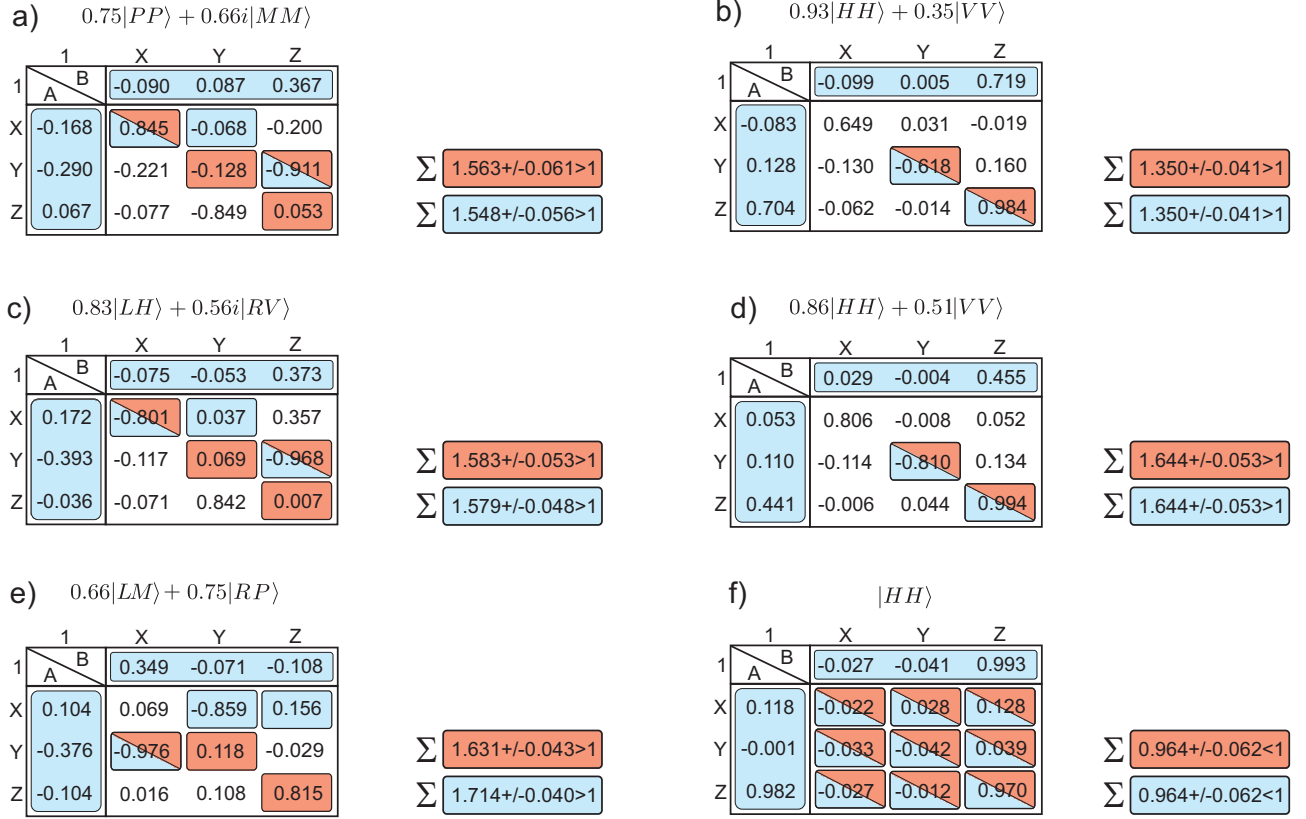 a) 0.75|PP⟩ + 0.66i|MM⟩
1 X Y Z
1 A B -0.090 0.087 0.367
X -0.168 0.845 -0.068 -0.200
Y -0.290 -0.221 -0.128 -0.911
Z 0.067 -0.077 -0.849 0.053
Σ 1.563+/-0.061>1
Σ 1.548+/-0.056>1
b) 0.93|HH⟩ + 0.35|VV⟩
1 X Y Z
1 A B -0.099 0.005 0.719
X -0.083 0.649 0.031 -0.019
Y 0.128 -0.130 -0.618 0.160
Z 0.704 -0.062 -0.014 0.984
Σ 1.350+/-0.041>1
Σ 1.350+/-0.041>1
c) 0.83|LH⟩ + 0.56i|RV⟩
1 X Y Z
1 A B -0.075 -0.053 0.373
X 0.172 -0.801 0.037 0.357
Y -0.393 -0.117 0.069 -0.968
Z -0.036 -0.071 0.842 0.007
Σ 1.583+/-0.053>1
Σ 1.579+/-0.048>1
d) 0.86|HH⟩ + 0.51|VV⟩
1 X Y Z
1 A B 0.029 -0.004 0.455
X 0.053 0.806 -0.008 0.052
Y 0.110 -0.114 -0.810 0.134
Z 0.441 -0.006 0.044 0.994
Σ 1.644+/-0.053>1
Σ 1.644+/-0.053>1
e) 0.66|LM⟩ + 0.75|RP⟩
1 X Y Z
1 A B 0.349 -0.071 -0.108
X 0.104 0.069 -0.859 0.156
Y -0.376 -0.976 0.118 -0.029
Z -0.104 0.016 0.108 0.815
Σ 1.631+/-0.043>1
Σ 1.714+/-0.040>1
f) |HH⟩
1 X Y Z
1 A B -0.027 -0.041 0.993
X 0.118 -0.022 0.028 0.128
Y -0.001 -0.033 -0.042 0.039
Z 0.982 -0.027 -0.012 0.970
Σ 0.964+/-0.062<1
Σ 0.964+/-0.062<1